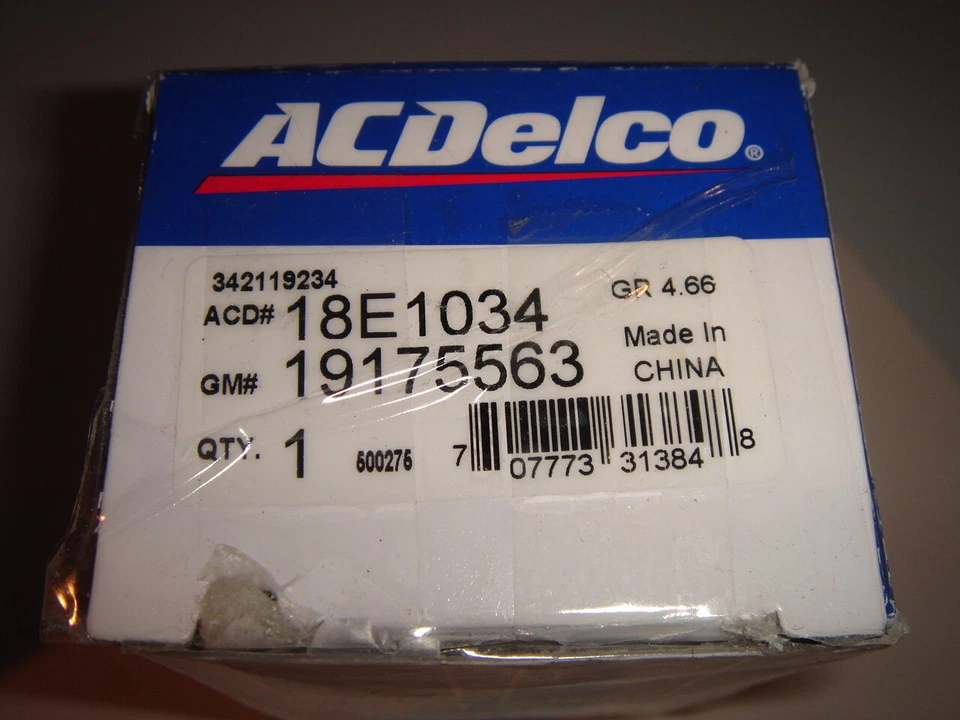 ACDelco®
342119234
GR 4.66
ACD# 18E1034
Made In
GM# 19175563
CHINA
QTY. 1 500275
7 07773 31384 8